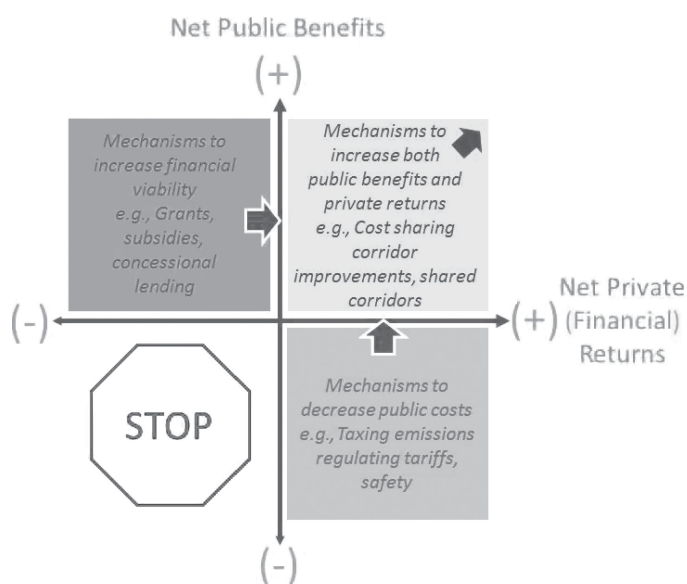 Net Public Benefits
(+)
Mechanisms to
increase financial
viability
e.g., Grants,
subsidies,
concessional
lending
Mechanisms to
increase both
public benefits and
private returns
e.g., Cost sharing
corridor
improvements, shared
corridors
(-)
(+)
Net Private
(Financial)
Returns
STOP
Mechanisms to
decrease public costs
e.g., Taxing emissions
regulating tariffs,
safety
(-)